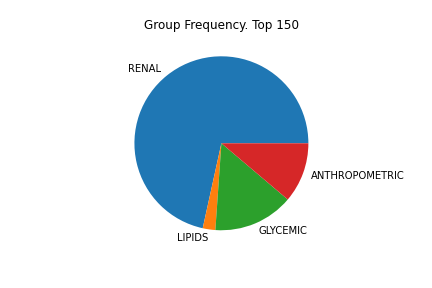 Group Frequency. Top 150
RENAL
ANTHROPOMETRIC
LIPIDS
GLYCEMIC